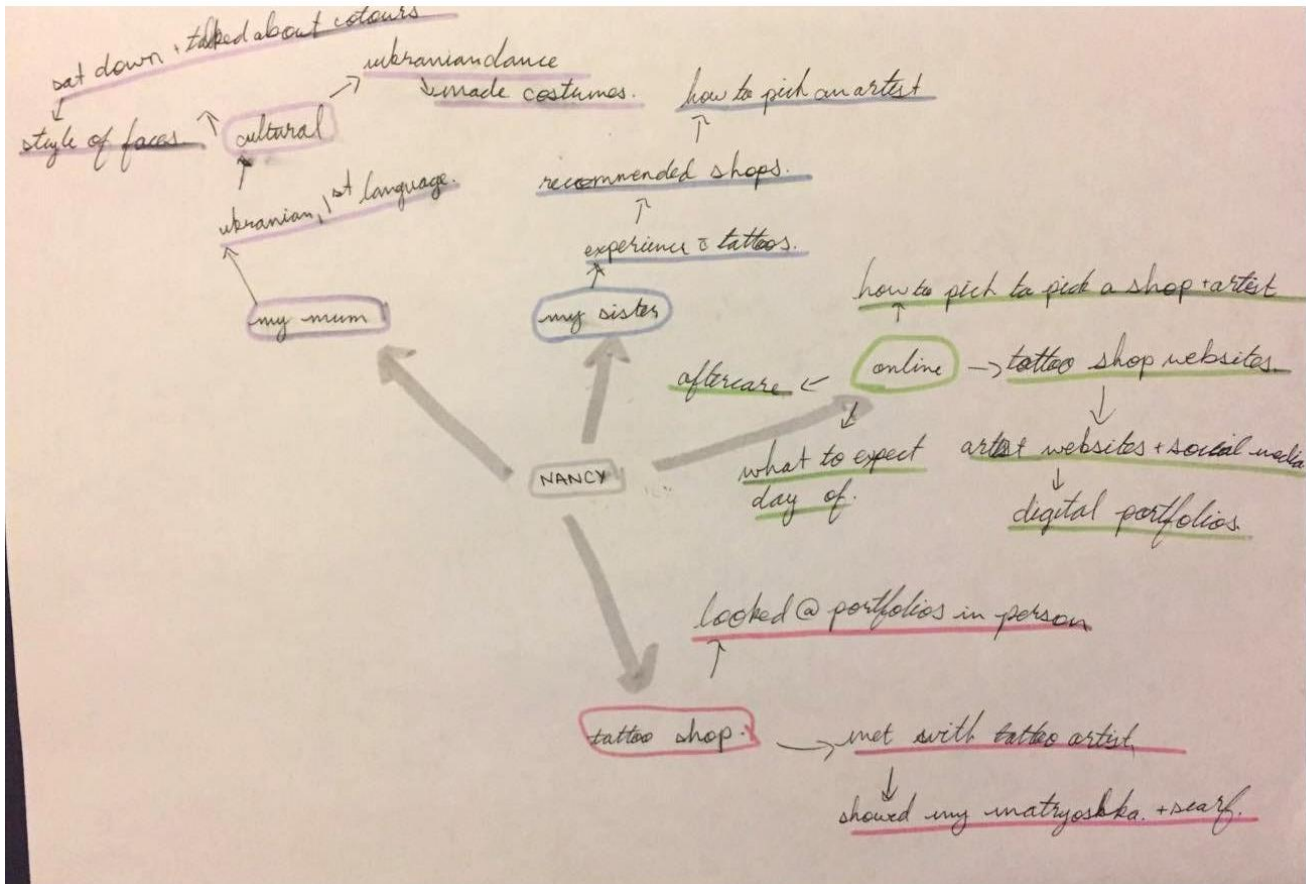 sat down + talked about colours
style of faces
cultural
ukranian dance
made costumes.
ukranian, 1st language.
my mum
how to pick an artest
recommended shops.
experience c̄ tattoos.
my sister
how to pick to pick a shop + artist
online
tattoo shop websites.
aftercare
what to expect
day of.
artist websites + social media
digital portfolios.
NANCY
looked @ portfolios in person
tattoo shop.
met with tattoo artist
showed my matryoshka. + scarf.